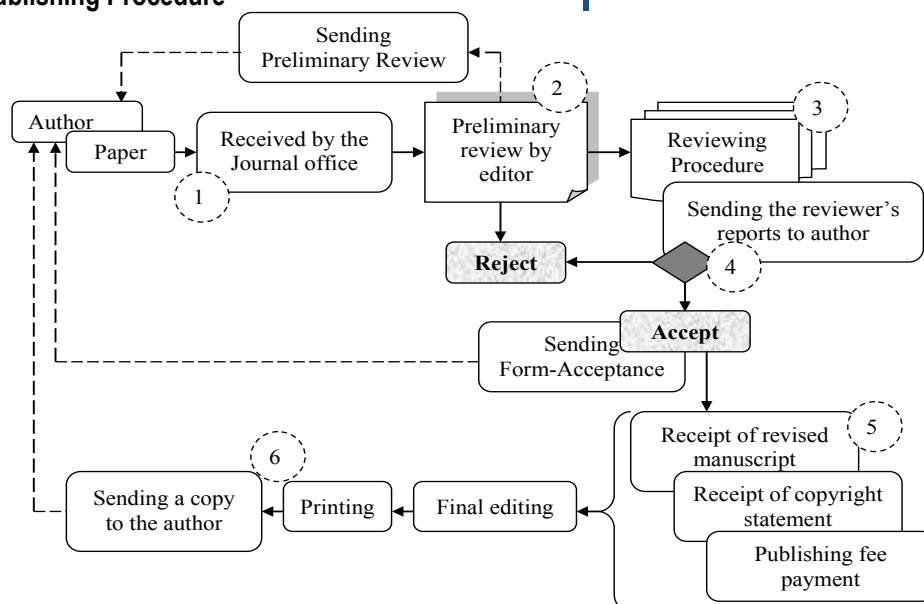 ublishing Procedure
Sending
Preliminary Review
2
3
Author
Paper
Received by the
Journal office
1
Preliminary
review by
editor
Reviewing
Procedure
Sending the reviewer's
reports to author
Reject
4
Accept
Sending
Form-Acceptance
Receipt of revised
manuscript
5
Receipt of copyright
statement
Publishing fee
payment
6
Sending a copy
to the author
Printing
Final editing